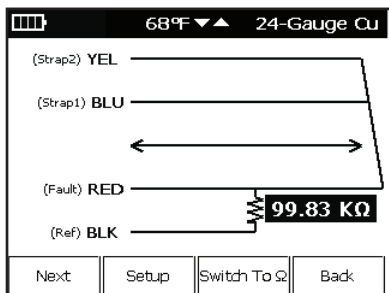 68°F ▼▲ 24-Gauge Cu
(Strap2) YEL
(Strap1) BLU
(Fault) RED
99.83 KΩ
(Ref) BLK
Next Setup Switch To Ω Back